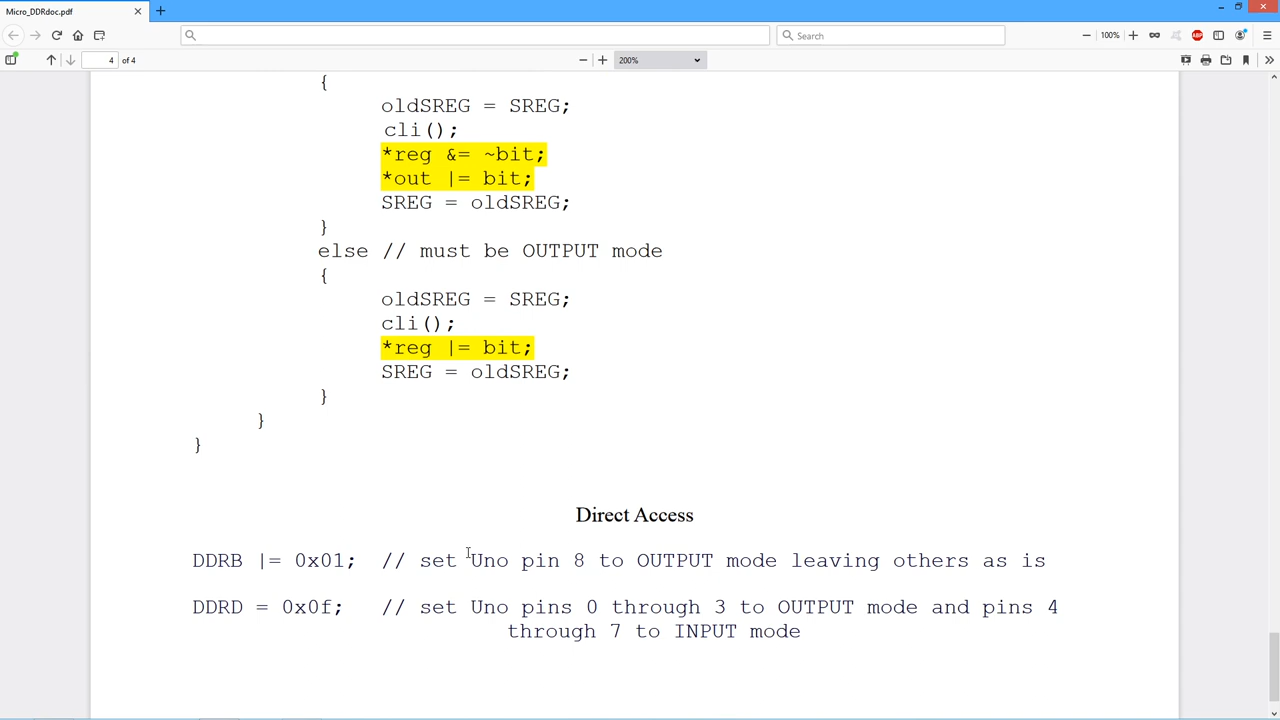 Micro_DDRdoc.pdf
Search
100%
4 of 4
200%
{
oldSREG = SREG;
cli();
*reg &= ~bit;
*out |= bit;
SREG = oldSREG;
}
else // must be OUTPUT mode
{
oldSREG = SREG;
cli();
*reg |= bit;
SREG = oldSREG;
}
}
}
Direct Access
DDRB |= 0x01; // set Uno pin 8 to OUTPUT mode leaving others as is
DDRD = 0x0f; // set Uno pins 0 through 3 to OUTPUT mode and pins 4
through 7 to INPUT mode